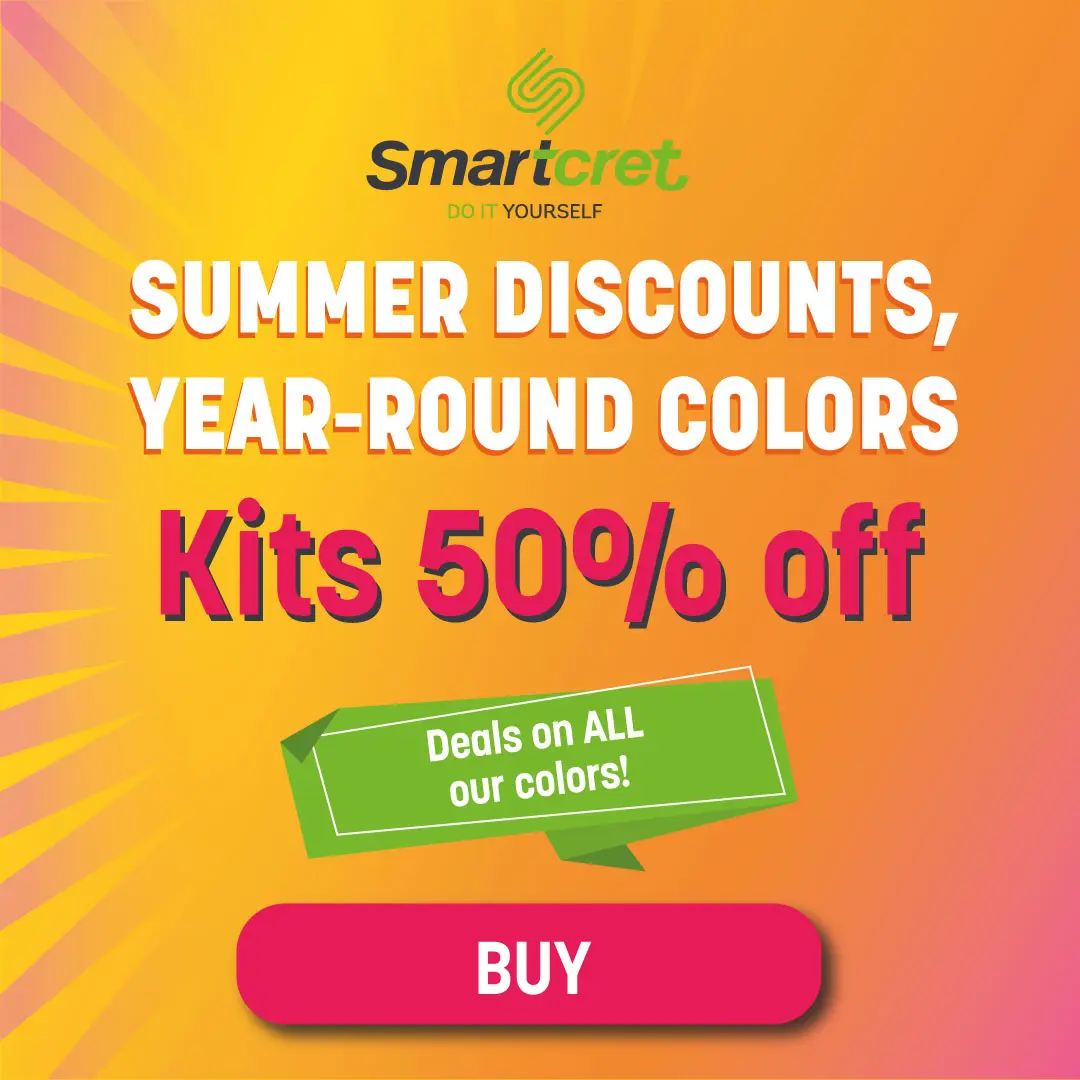 Smartcret
DO IT YOURSELF
SUMMER DISCOUNTS,
YEAR-ROUND COLORS
Kits 50% off
Deals on ALL
our colors!
BUY